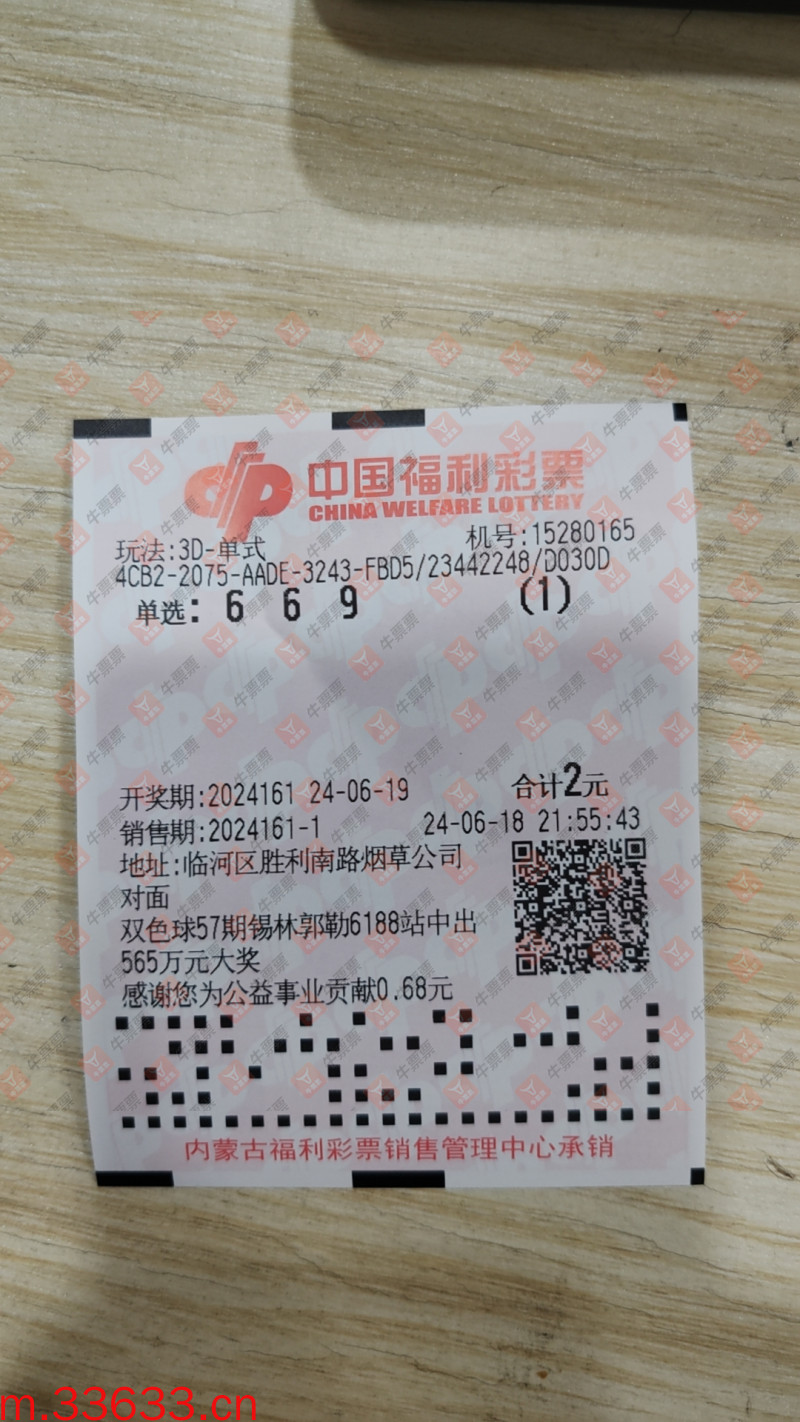 中国福利彩票
CHINA WELFARE LOTTERY
玩法:3D-单式 机号:15280165
4CB2-2075-AADE-3243-FBD5/23442248/D030D
单选: 6 6 9 (1)
开奖期:2024161 24-06-19 合计2元
销售期:2024161-1 24-06-18 21:55:43
地址:临河区胜利南路烟草公司
对面
双色球57期锡林郭勒6188站中出
565万元大奖
感谢您为公益事业贡献0.68元
内蒙古福利彩票销售管理中心承销
牛票票
m.33633.cn